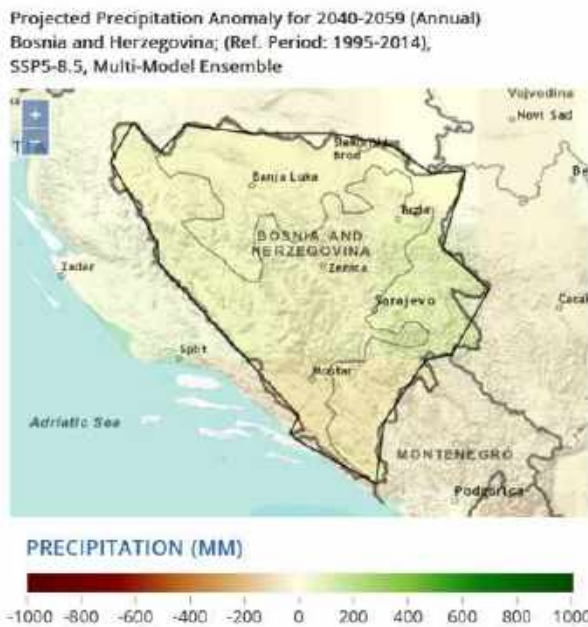 Projected Precipitation Anomaly for 2040-2059 (Annual)
Bosnia and Herzegovina; (Ref. Period: 1995-2014),
SSP5-8.5, Multi-Model Ensemble
+
Vojvodina
Novi Sad
Brod
Banja Luka
Tuzla
BOSNIA AND
HERZEGOVINA
Zenica
Zadar
Sarajevo
Split
Mostar
Adriatic Sea
MONTENEGRO
Podgorica
PRECIPITATION (MM)
-1000 -800 -600 -400 -200 0 200 400 600 800 1000